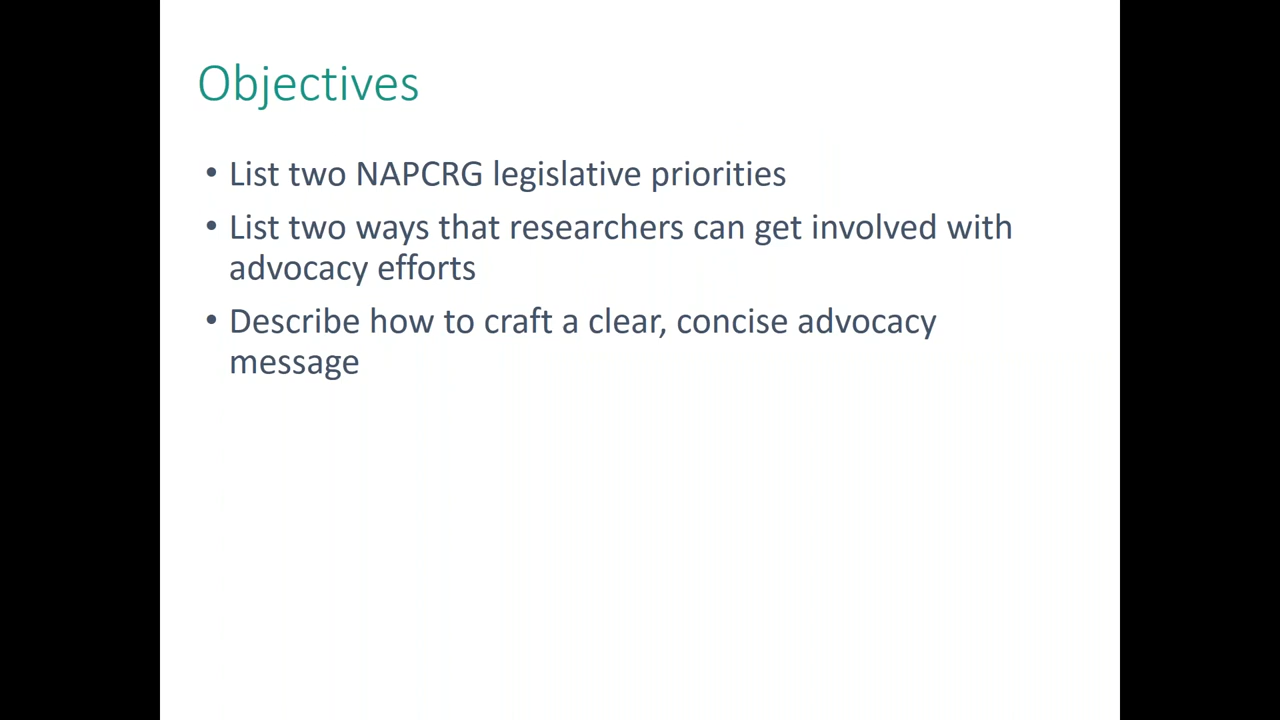 Objectives
• List two NAPCRG legislative priorities
• List two ways that researchers can get involved with
advocacy efforts
• Describe how to craft a clear, concise advocacy
message